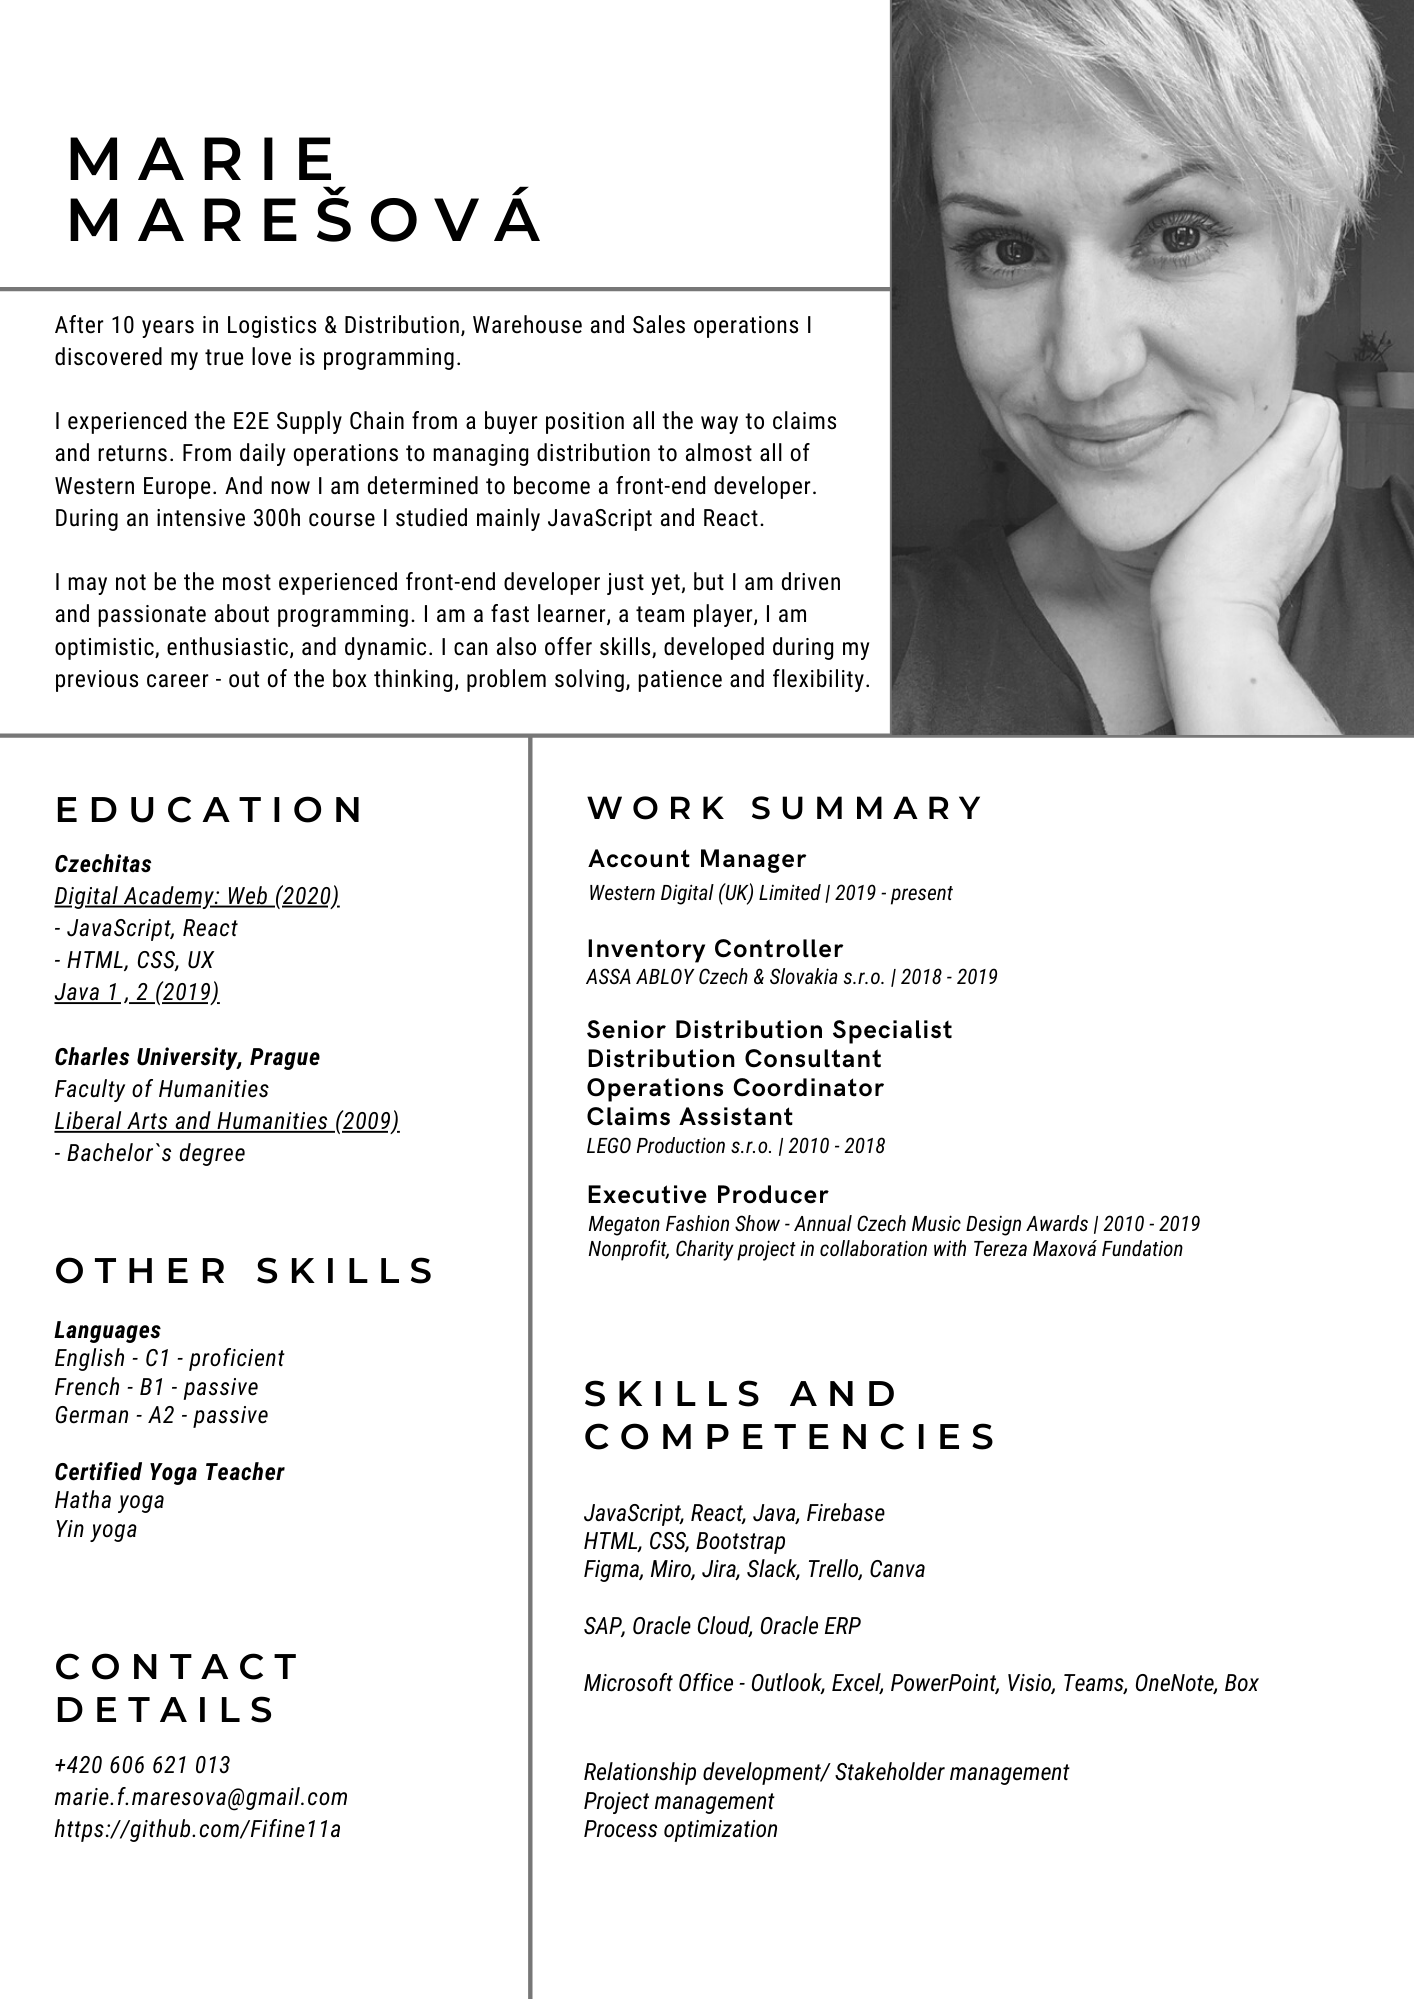 MARIE
MAREŠOVÁ
After 10 years in Logistics & Distribution, Warehouse and Sales operations I
discovered my true love is programming.
I experienced the E2E Supply Chain from a buyer position all the way to claims
and returns. From daily operations to managing distribution to almost all of
Western Europe. And now I am determined to become a front-end developer.
During an intensive 300h course I studied mainly JavaScript and React.
I may not be the most experienced front-end developer just yet, but I am driven
and passionate about programming. I am a fast learner, a team player, I am
optimistic, enthusiastic, and dynamic. I can also offer skills, developed during my
previous career - out of the box thinking, problem solving, patience and flexibility.
EDUCATION
Czechitas
Digital Academy: Web (2020)
- JavaScript, React
- HTML, CSS, UX
Java 1 , 2 (2019)
Charles University, Prague
Faculty of Humanities
Liberal Arts and Humanities (2009)
- Bachelor`s degree
OTHER SKILLS
Languages
English - C1 - proficient
French - B1 - passive
German - A2 - passive
Certified Yoga Teacher
Hatha yoga
Yin yoga
CONTACT
DETAILS
+420 606 621 013
marie.f.maresova@gmail.com
https://github.com/Fifine11a
WORK SUMMARY
Account Manager
Western Digital (UK) Limited | 2019 - present
Inventory Controller
ASSA ABLOY Czech & Slovakia s.r.o. | 2018 - 2019
Senior Distribution Specialist
Distribution Consultant
Operations Coordinator
Claims Assistant
LEGO Production s.r.o. | 2010 - 2018
Executive Producer
Megaton Fashion Show - Annual Czech Music Design Awards | 2010 - 2019
Nonprofit, Charity project in collaboration with Tereza Maxová Fundation
SKILLS AND
COMPETENCIES
JavaScript, React, Java, Firebase
HTML, CSS, Bootstrap
Figma, Miro, Jira, Slack, Trello, Canva
SAP, Oracle Cloud, Oracle ERP
Microsoft Office - Outlook, Excel, PowerPoint, Visio, Teams, OneNote, Box
Relationship development/ Stakeholder management
Project management
Process optimization